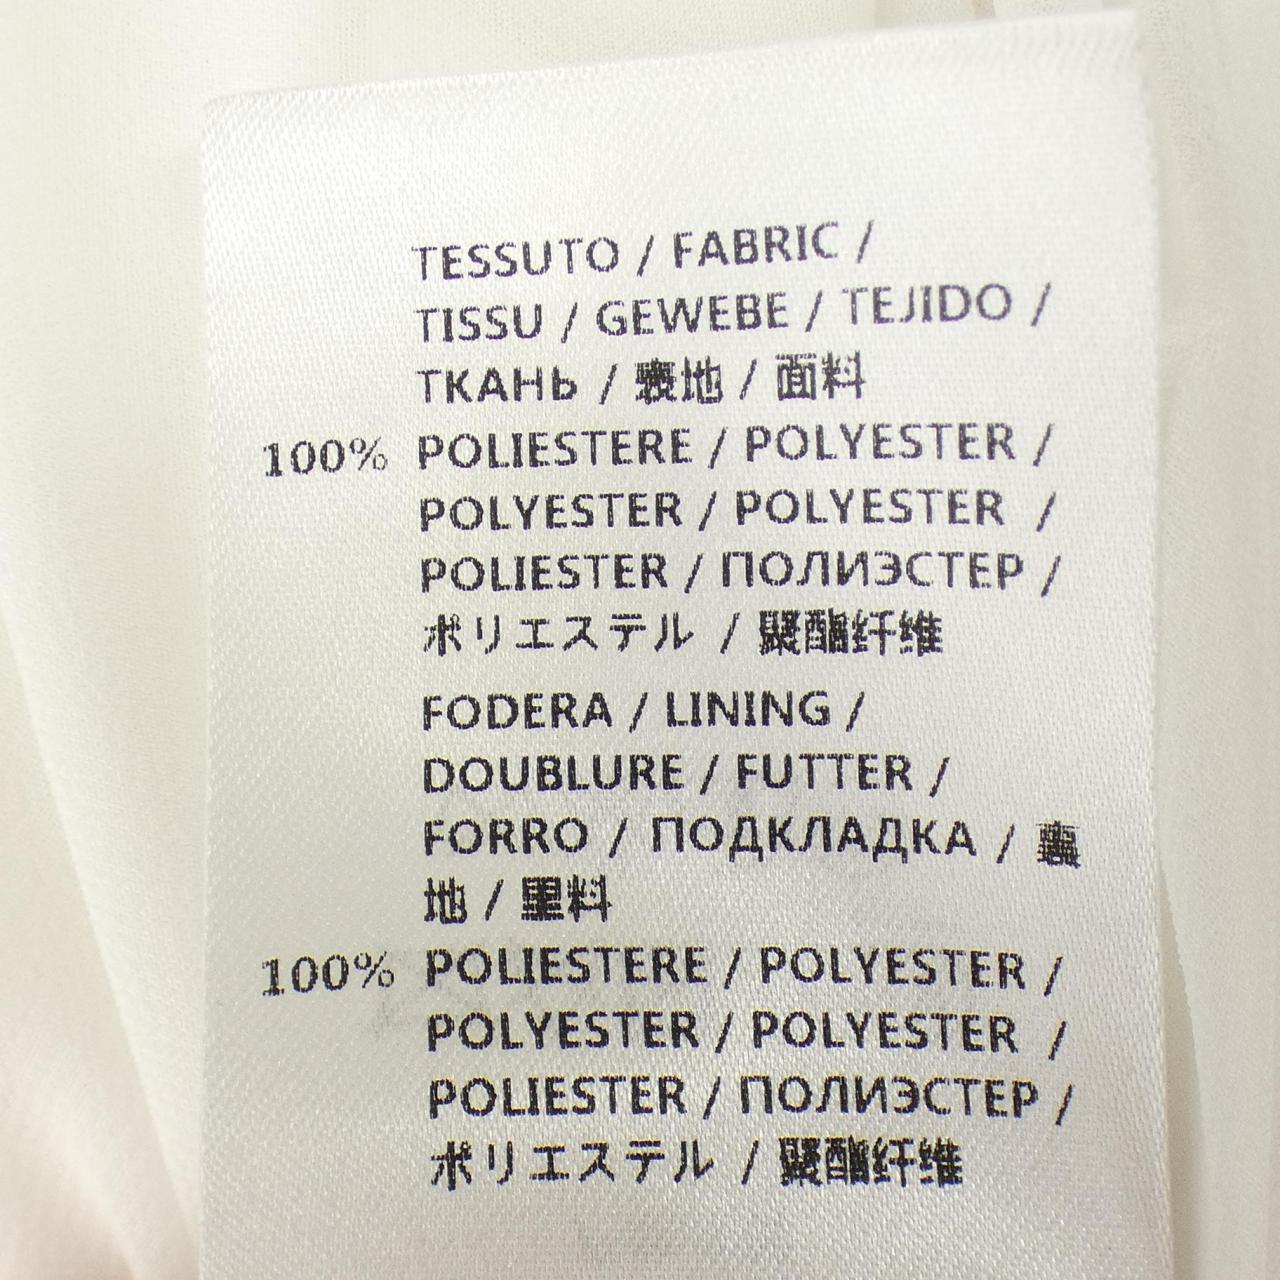 TESSUTO / FABRIC /
TISSU / GEWEBE / TEJIDO /
ТКАНЬ / 裏地 / 面料
100% POLIESTERE / POLYESTER /
POLYESTER / POLYESTER /
POLIESTER / ПОЛИЭСТЕР /
ポリエステル / 聚酯纤维
FODERA / LINING /
DOUBLURE / FUTTER /
FORRO / ПОДКЛАДКА / 裏
地 / 里料
100% POLIESTERE / POLYESTER /
POLYESTER / POLYESTER /
POLIESTER / ПОЛИЭСТЕР /
ポリエステル / 聚酯纤维